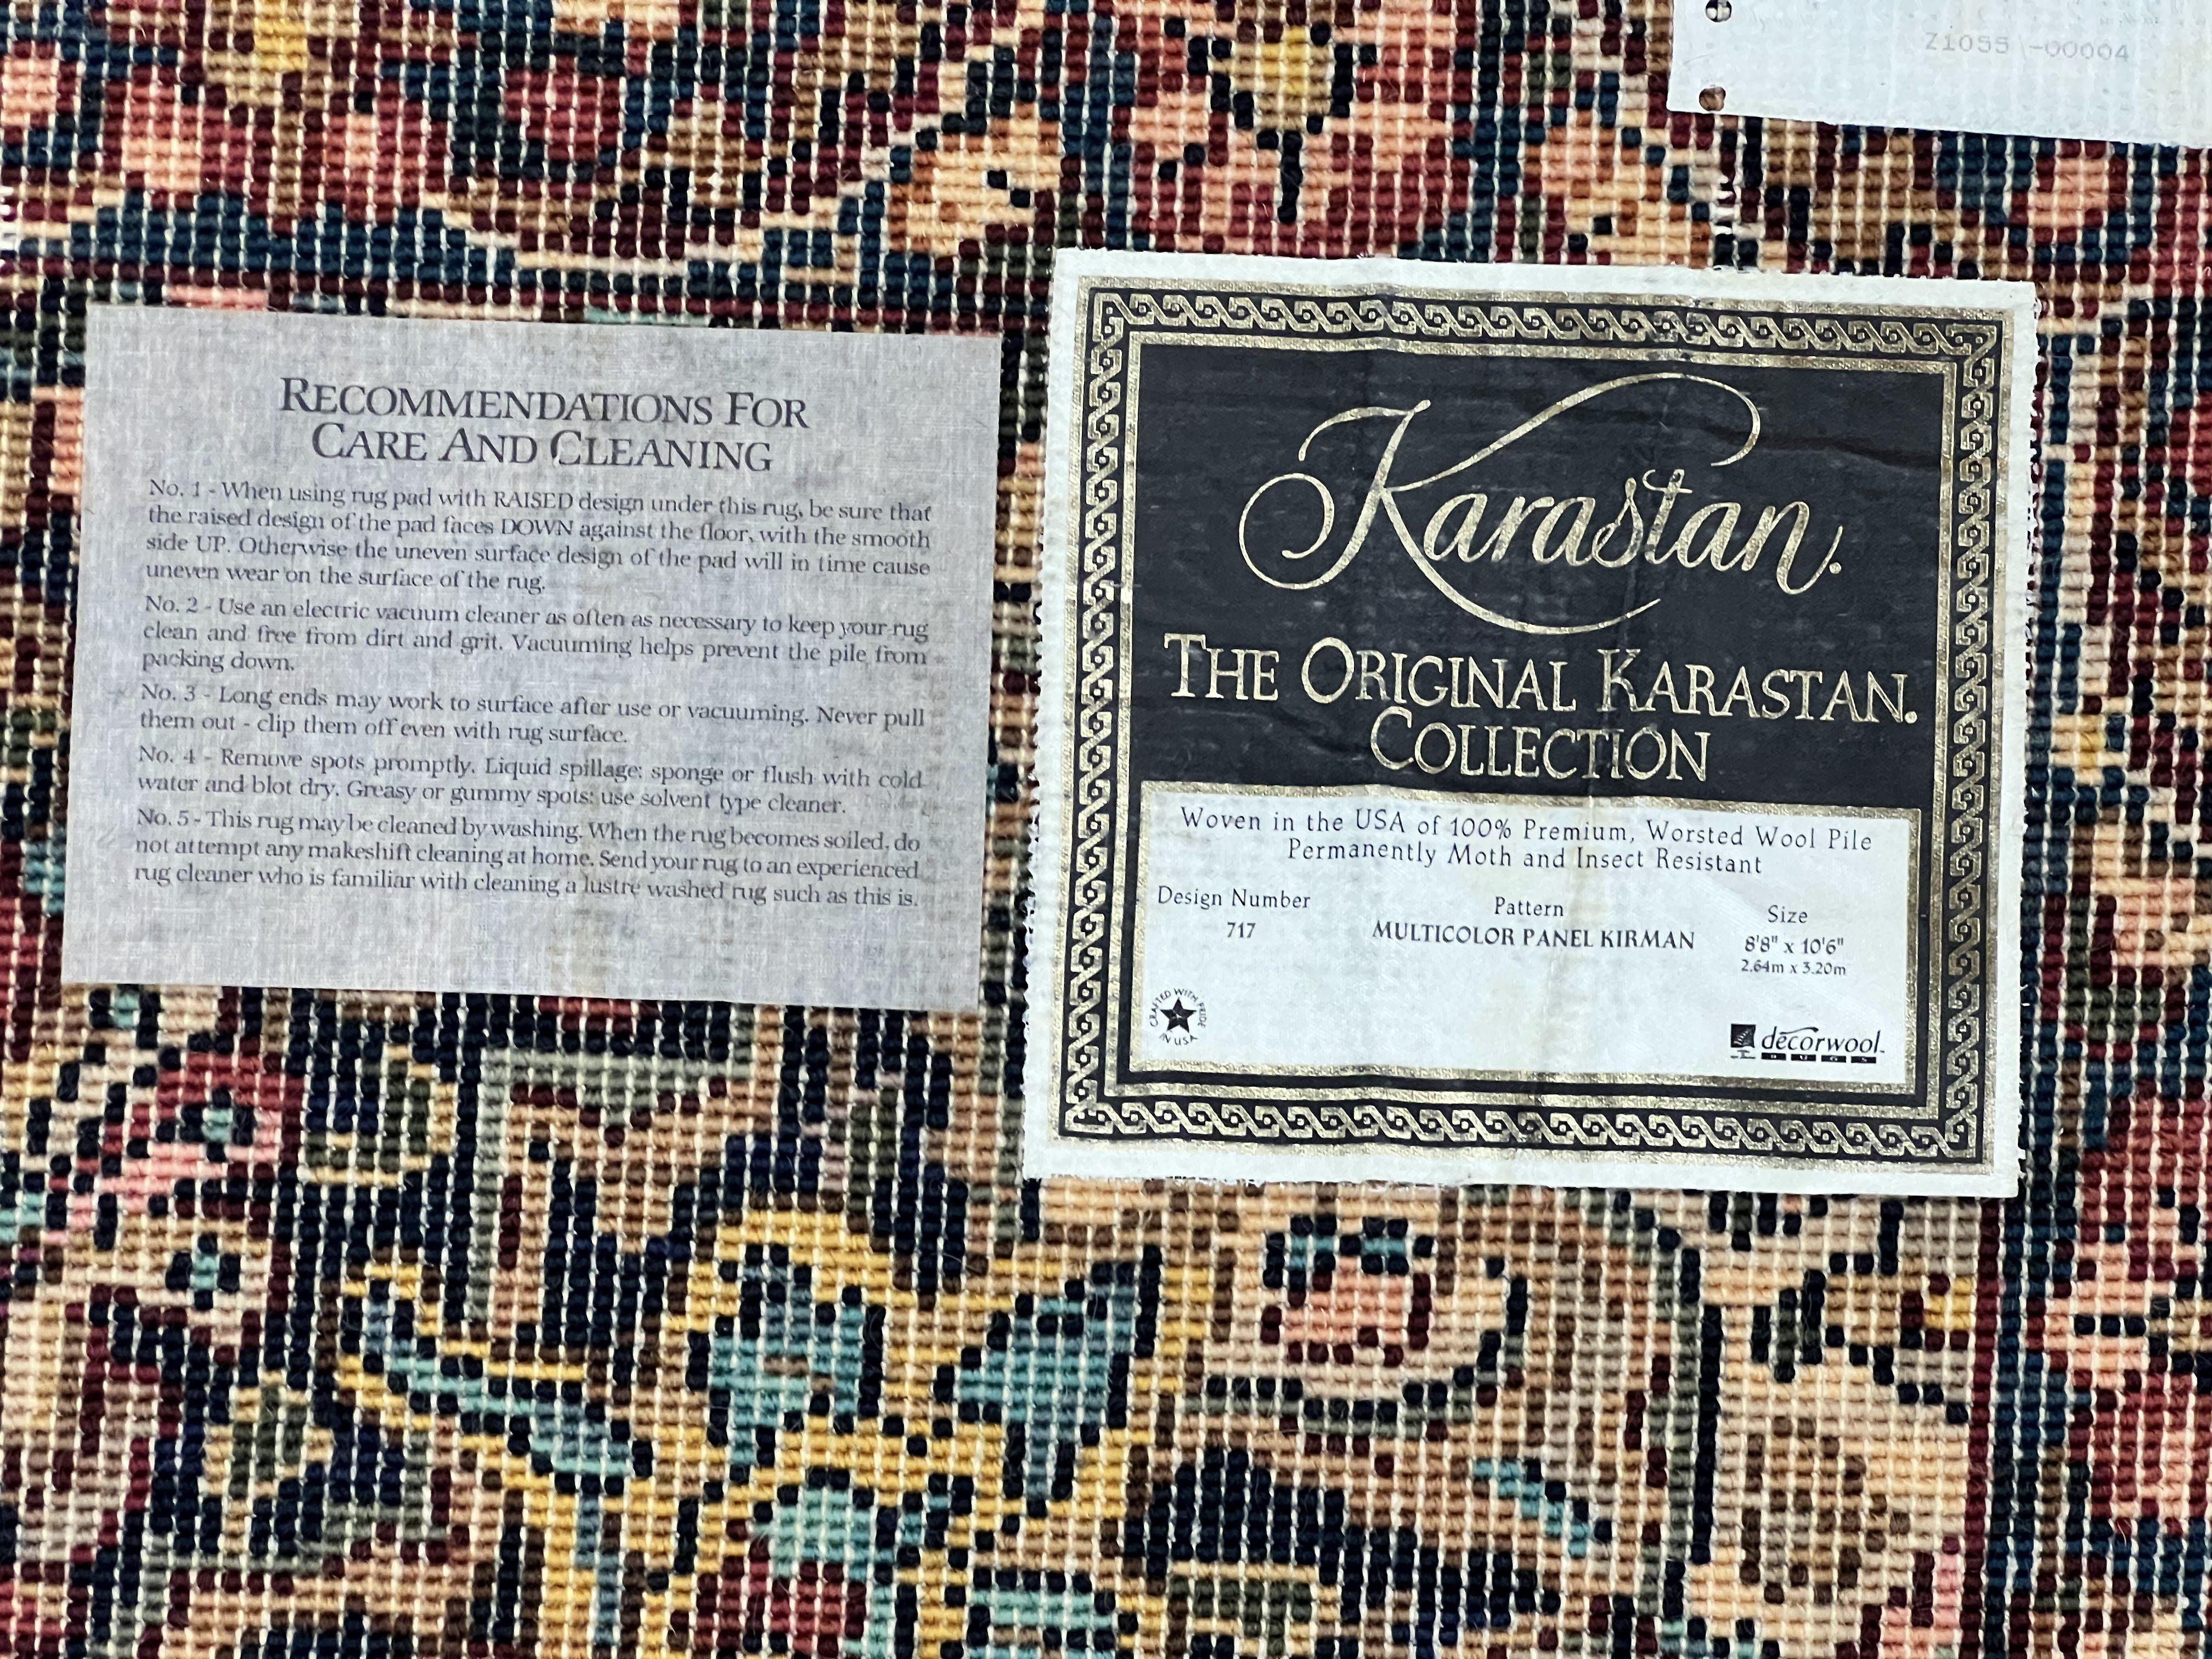 Z1055 -00004
RECOMMENDATIONS FOR
CARE AND CLEANING
No. 1 - When using rug pad with RAISED design under this rug, be sure that
the raised design of the pad faces DOWN against the floor, with the smooth
side UP. Otherwise the uneven surface design of the pad will in time cause
uneven wear on the surface of the rug.
No. 2 - Use an electric vacuum cleaner as often as necessary to keep your rug
clean and free from dirt and grit. Vacuuming helps prevent the pile from
packing down.
No. 3 - Long ends may work to surface after use or vacuuming. Never pull
them out - clip them off even with rug surface.
No. 4 - Remove spots promptly. Liquid spillage: sponge or flush with cold
water and blot dry. Greasy or gummy spots: use solvent type cleaner.
No. 5 - This rug may be cleaned by washing. When the rug becomes soiled, do
not attempt any makeshift cleaning at home. Send your rug to an experienced
rug cleaner who is familiar with cleaning a lustre washed rug such as this is.
Karastan.
THE ORIGINAL KARASTAN.
COLLECTION
Woven in the USA of 100% Premium, Worsted Wool Pile
Permanently Moth and Insect Resistant
Design Number Pattern Size
717 MULTICOLOR PANEL KIRMAN 8'8" x 10'6"
2.64m x 3.20m
CRAFTED WITH PRIDE
IN USA
decorwool
RUGS